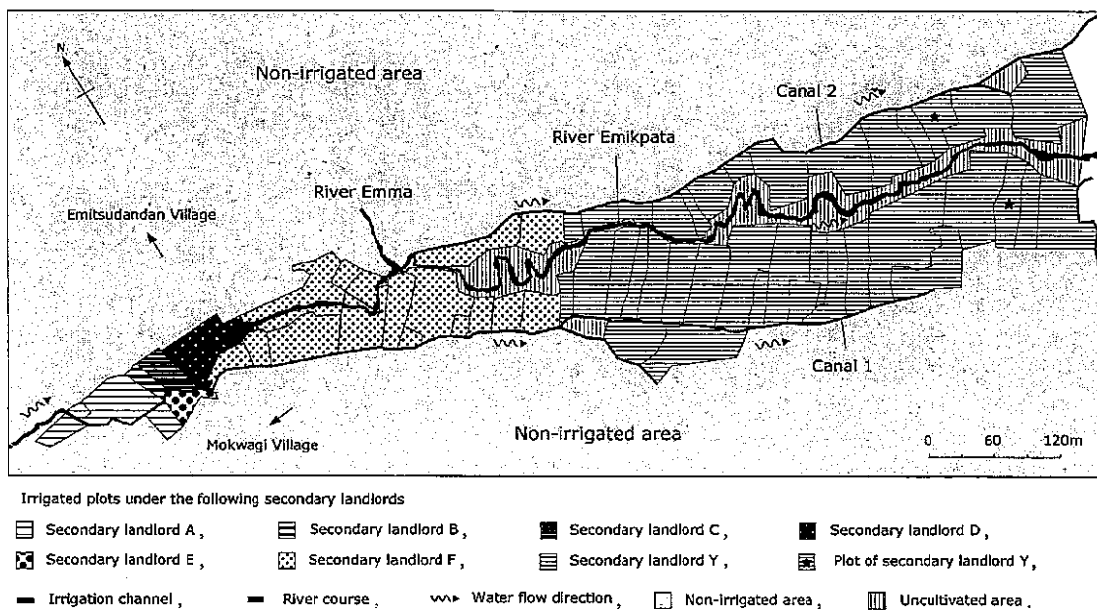 N
Non-irrigated area
Canal 2
River Emikpata
River Emma
Emitsudandan Village
Canal 1
Mokwagi Village
Non-irrigated area
0 60 120m
Irrigated plots under the following secondary landlords
Secondary landlord A, Secondary landlord B, Secondary landlord C, Secondary landlord D,
Secondary landlord E, Secondary landlord F, Secondary landlord Y, Plot of secondary landlord Y,
Irrigation channel, River course, Water flow direction, Non-irrigated area, Uncultivated area,